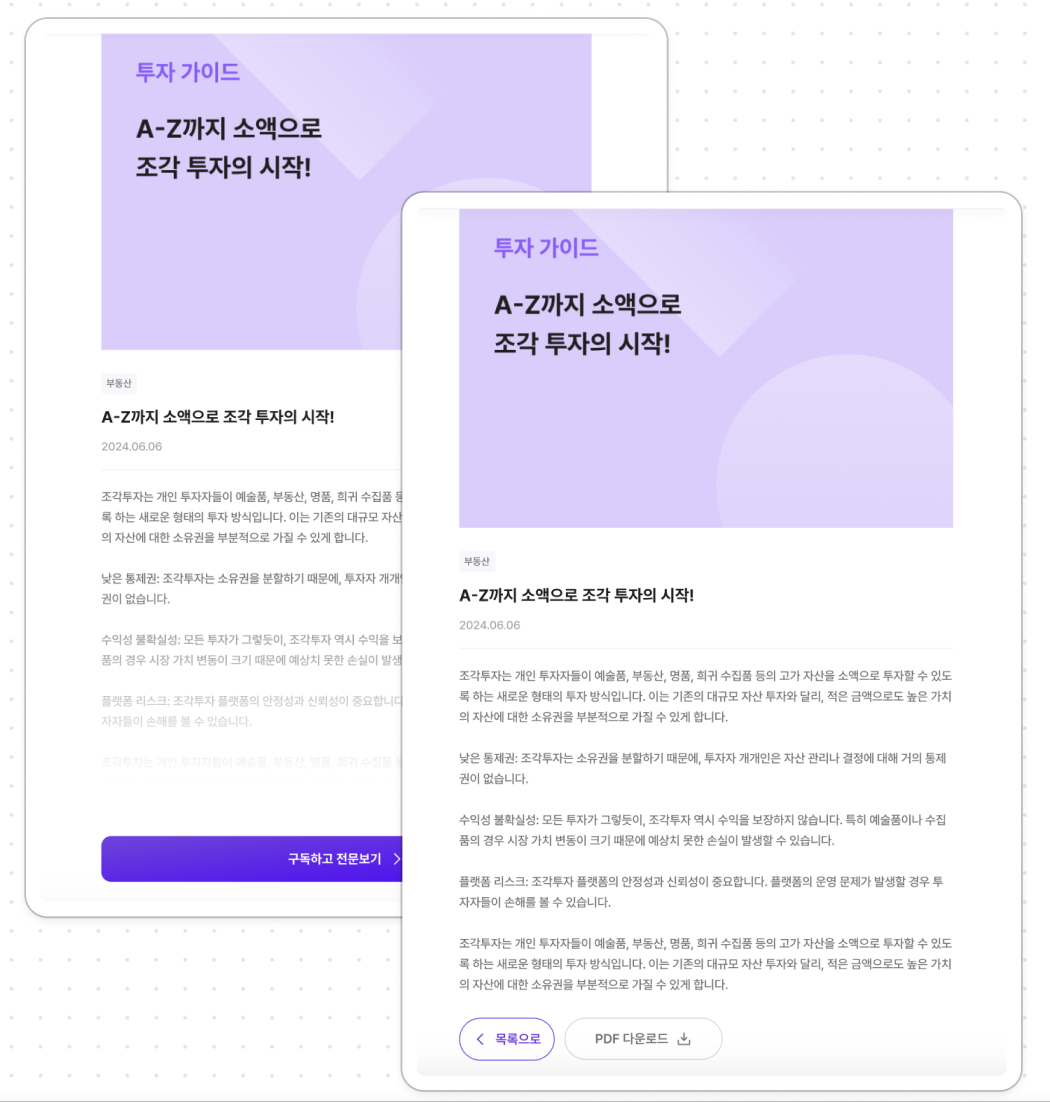 투자 가이드
A-Z까지 소액으로
조각 투자의 시작!
부동산
A-Z까지 소액으로 조각 투자의 시작!
2024.06.06
조각투자는 개인 투자자들이 예술품, 부동산, 명품, 희귀 수집품
록 하는 새로운 형태의 투자 방식입니다. 이는 기존의 대규모 자산
의 자산에 대한 소유권을 부분적으로 가질 수 있게 합니다.
낮은 통제권: 조각투자는 소유권을 분할하기 때문에, 투자자
권이 없습니다.
수익성 불확실성: 모든 투자가 그렇듯이, 조각투자 역시 수익을
품의 경우 시장 가치 변동이 크기 때문에 예상치 못한 손실이
플랫폼 리스크: 조각투자 플랫폼의 안정성과 신뢰성이 중요합니다
자자들이 손해를 볼 수 있습니다.
조각투자는 개인 투자자들이 예술품, 부동산, 명품, 희귀 수집품
구독하고 전문보기
투자 가이드
A-Z까지 소액으로
조각 투자의 시작!
부동산
A-Z까지 소액으로 조각 투자의 시작!
2024.06.06
조각투자는 개인 투자자들이 예술품, 부동산, 명품, 희귀 수집품 등의 고가 자산을 소액으로 투자할 수 있도
록 하는 새로운 형태의 투자 방식입니다. 이는 기존의 대규모 자산 투자와 달리, 적은 금액으로도 높은 가치
의 자산에 대한 소유권을 부분적으로 가질 수 있게 합니다.
낮은 통제권: 조각투자는 소유권을 분할하기 때문에, 투자자 개개인은 자산 관리나 결정에 대해 거의 통제
권이 없습니다.
수익성 불확실성: 모든 투자가 그렇듯이, 조각투자 역시 수익을 보장하지 않습니다. 특히 예술품이나 수집
품의 경우 시장 가치 변동이 크기 때문에 예상치 못한 손실이 발생할 수 있습니다.
플랫폼 리스크: 조각투자 플랫폼의 안정성과 신뢰성이 중요합니다. 플랫폼의 운영 문제가 발생할 경우 투
자자들이 손해를 볼 수 있습니다.
조각투자는 개인 투자자들이 예술품, 부동산, 명품, 희귀 수집품 등의 고가 자산을 소액으로 투자할 수 있도
록 하는 새로운 형태의 투자 방식입니다. 이는 기존의 대규모 자산 투자와 달리, 적은 금액으로도 높은 가치
의 자산에 대한 소유권을 부분적으로 가질 수 있게 합니다.
목록으로
PDF 다운로드